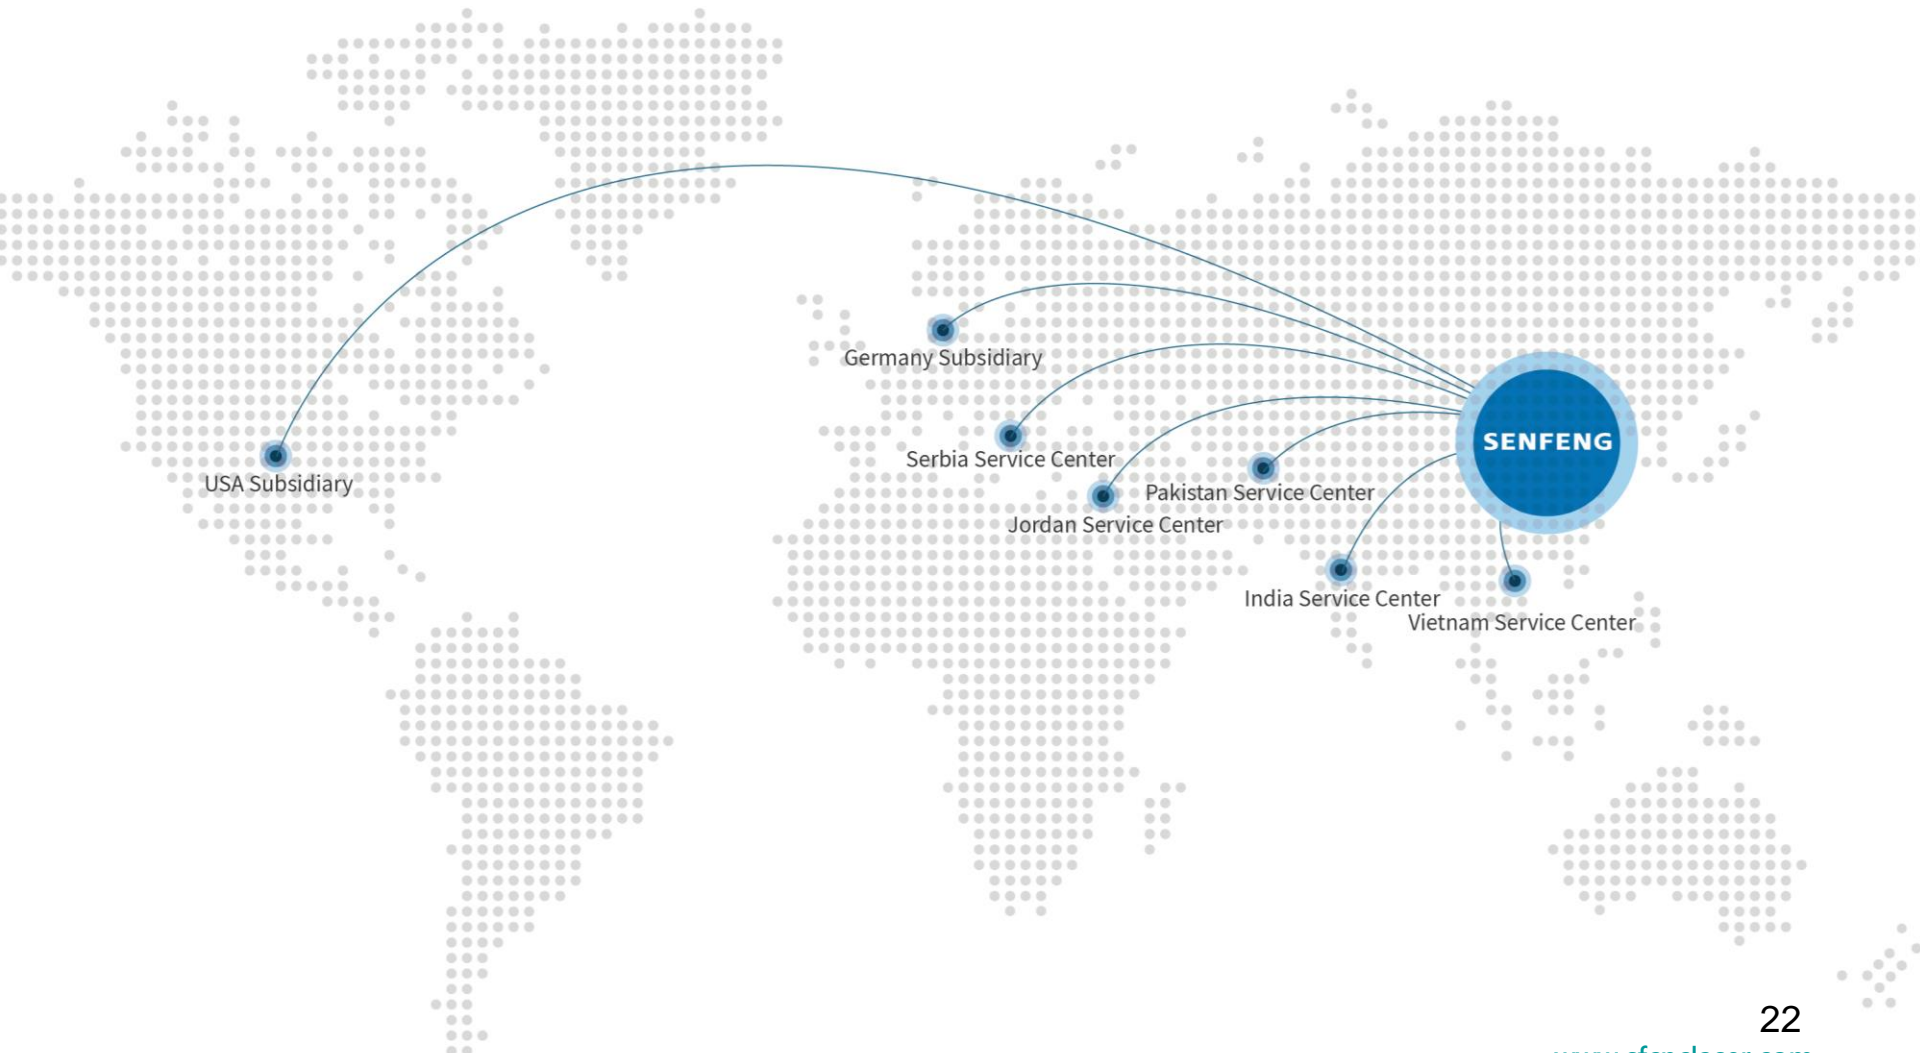 Germany Subsidiary
SENFENG
Serbia Service Center
USA Subsidiary
Pakistan Service Center
Jordan Service Center
India Service Center
Vietnam Service Center
22